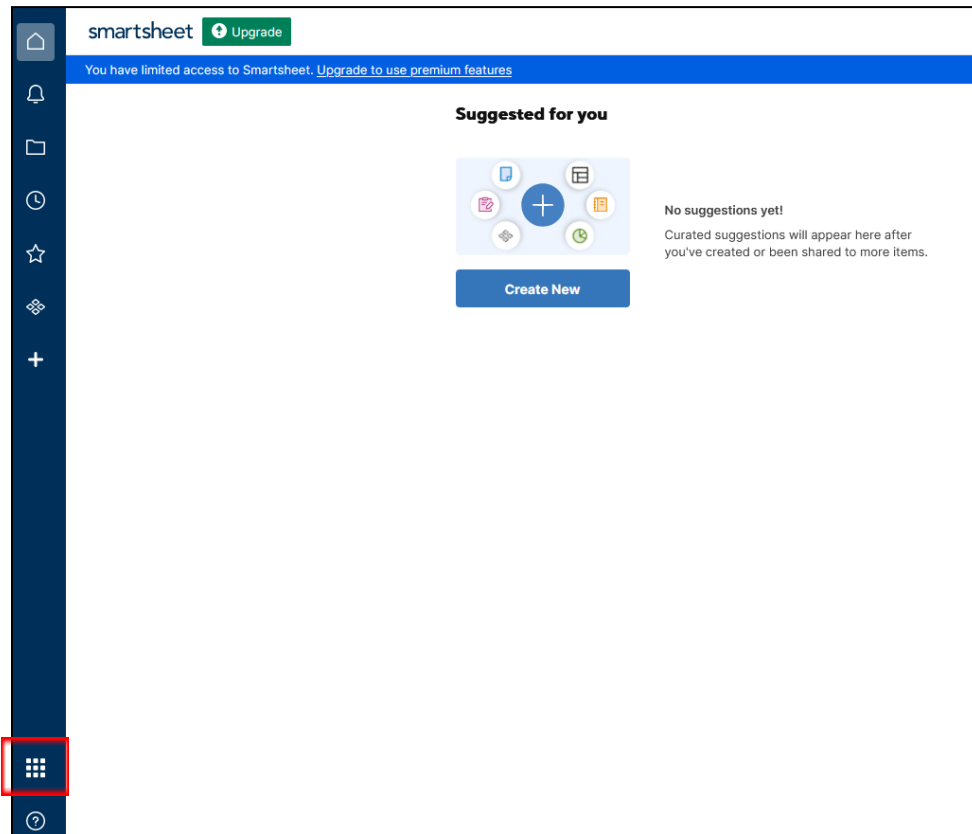 smartsheet Upgrade
You have limited access to Smartsheet. Upgrade to use premium features
Suggested for you
No suggestions yet!
Curated suggestions will appear here after
you've created or been shared to more items.
Create New